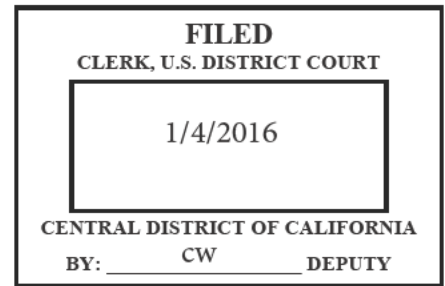 FILED
CLERK, U.S. DISTRICT COURT
1/4/2016
CENTRAL DISTRICT OF CALIFORNIA
BY: CW DEPUTY